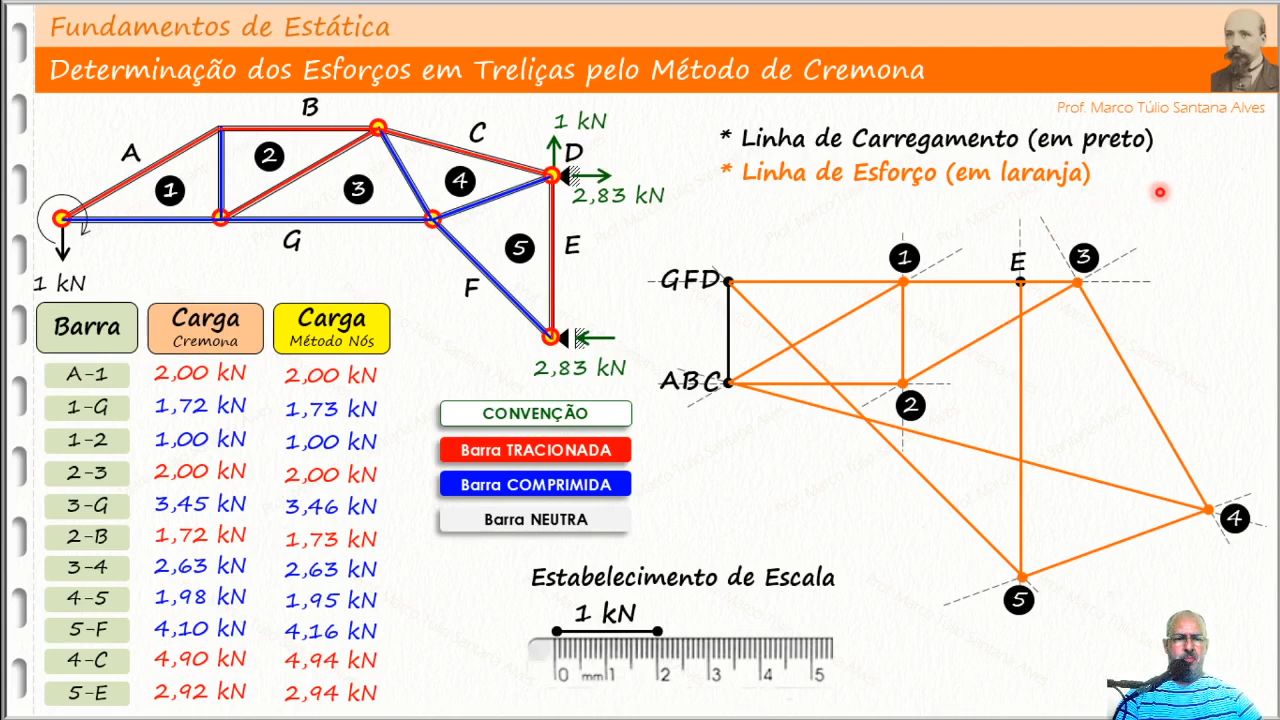 Fundamentos de Estática
Determinação dos Esforços em Treliças pelo Método de Cremona
Prof. Marco Túlio Santana Alves
A
B
C
D
E
F
G
1
2
3
4
5
1 kN
2,83 kN
2,83 kN
1 kN
* Linha de Carregamento (em preto)
* Linha de Esforço (em laranja)
GFD
1
E
3
ABC
2
4
5
Barra
Carga
Cremona
Carga
Método Nós
A-1 2,00 kN 2,00 kN
1-G 1,72 kN 1,73 kN
1-2 1,00 kN 1,00 kN
2-3 2,00 kN 2,00 kN
3-G 3,45 kN 3,46 kN
2-B 1,72 kN 1,73 kN
3-4 2,63 kN 2,63 kN
4-5 1,98 kN 1,95 kN
5-F 4,10 kN 4,16 kN
4-C 4,90 kN 4,94 kN
5-E 2,92 kN 2,94 kN
CONVENÇÃO
Barra TRACIONADA
Barra COMPRIMIDA
Barra NEUTRA
Estabelecimento de Escala
1 kN
0 mm 1 2 3 4 5